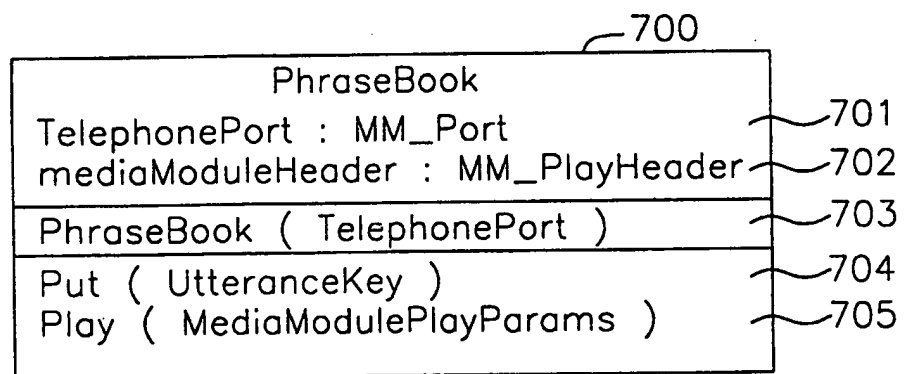 700
PhraseBook
TelephonePort : MM_Port 701
mediaModuleHeader : MM_PlayHeader 702
PhraseBook ( TelephonePort ) 703
Put ( UtteranceKey ) 704
Play ( MediaModulePlayParams ) 705